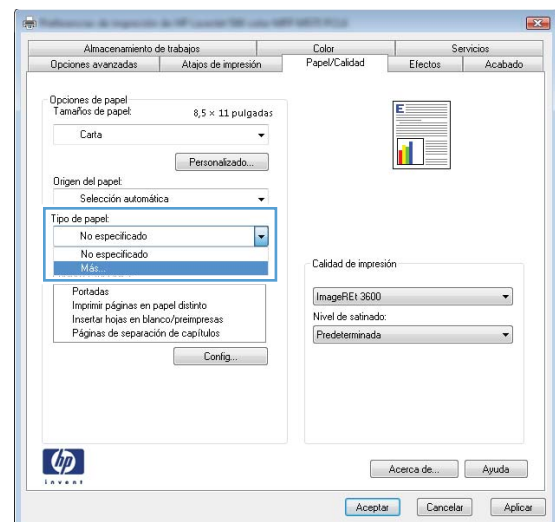 Almacenamiento de trabajos Color Servicios
Opciones avanzadas Atajos de impresión Papel/Calidad Efectos Acabado
Opciones de papel
Tamaños de papel: 8,5 × 11 pulgadas
Carta
Personalizado...
Origen del papel:
Selección automática
Tipo de papel:
No especificado
No especificado
Más...
Portadas
Imprimir páginas en papel distinto
Insertar hojas en blanco/preimpresas
Páginas de separación de capítulos
Config...
E
Calidad de impresión
ImageREt 3600
Nivel de satinado:
Predeterminada
hp
invent
Acerca de... Ayuda
Aceptar Cancelar Aplicar